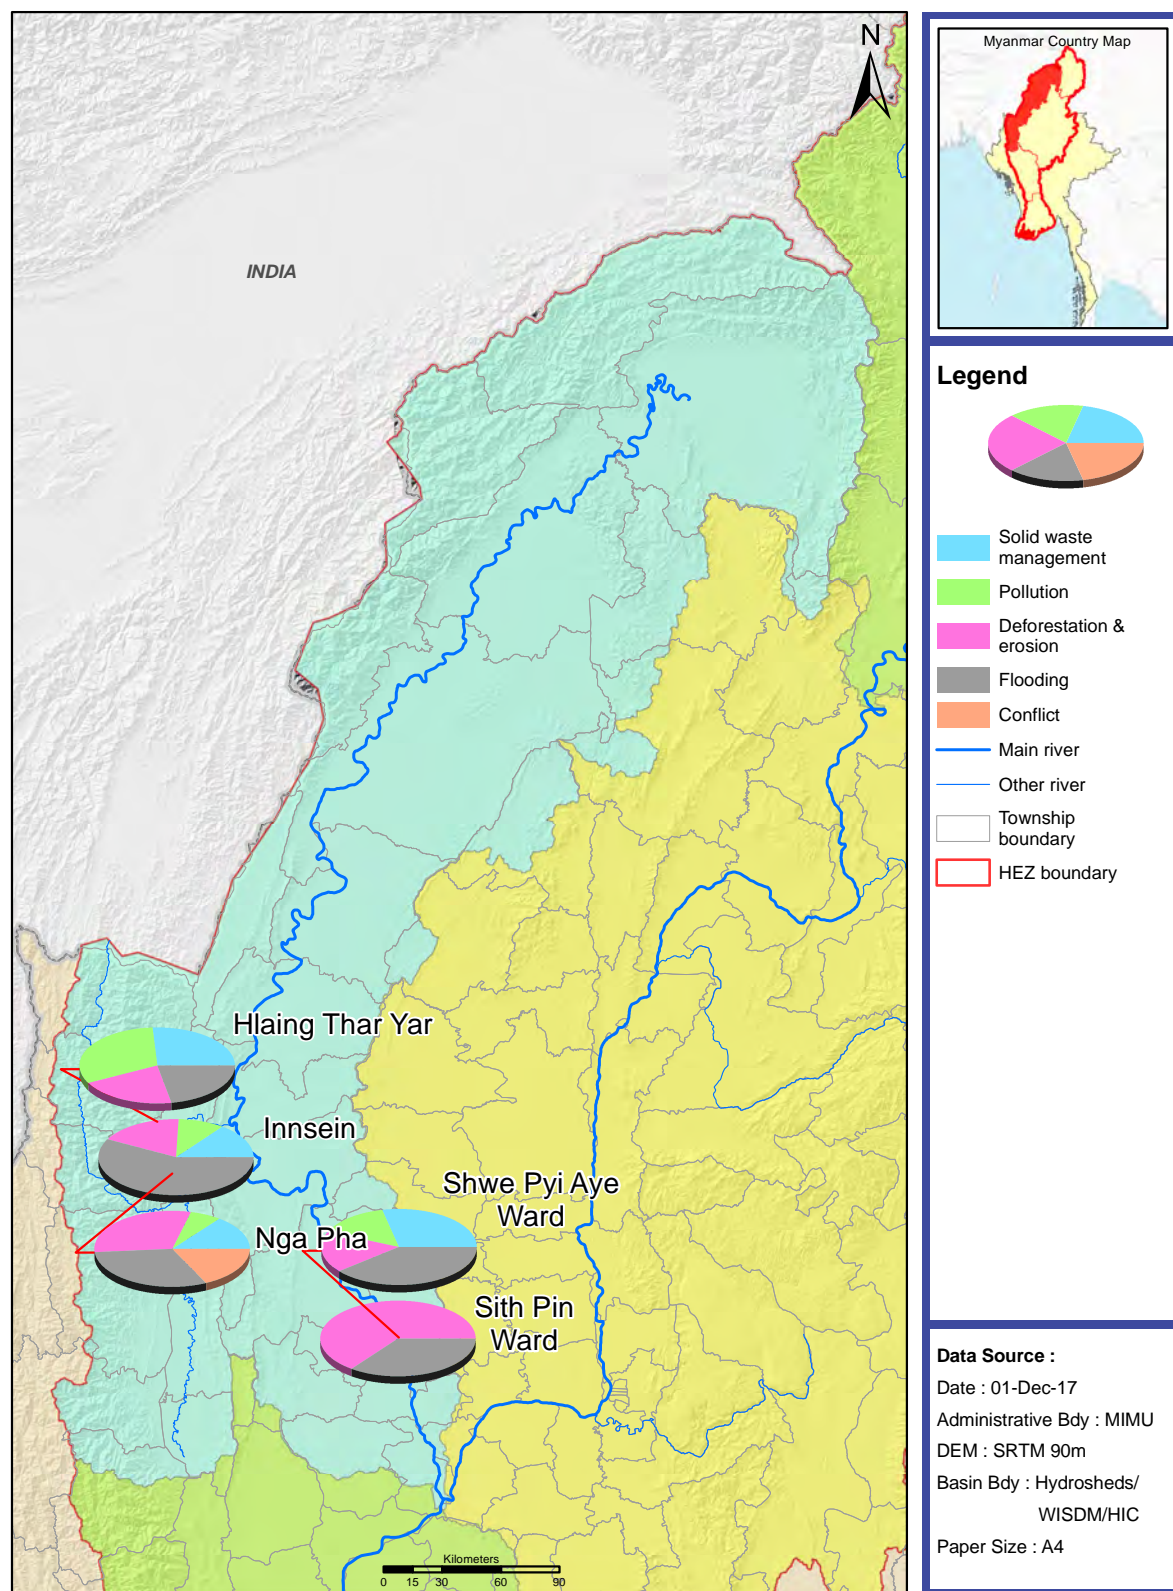 N
INDIA
Hlaing Thar Yar
Innsein
Shwe Pyi Aye
Ward
Nga Pha
Sith Pin
Ward
Kilometers
0 15 30 60 90
Myanmar Country Map
Legend
Solid waste
management
Pollution
Deforestation &
erosion
Flooding
Conflict
Main river
Other river
Township
boundary
HEZ boundary
Data Source :
Date : 01-Dec-17
Administrative Bdy : MIMU
DEM : SRTM 90m
Basin Bdy : Hydrosheds/
WISDM/HIC
Paper Size : A4